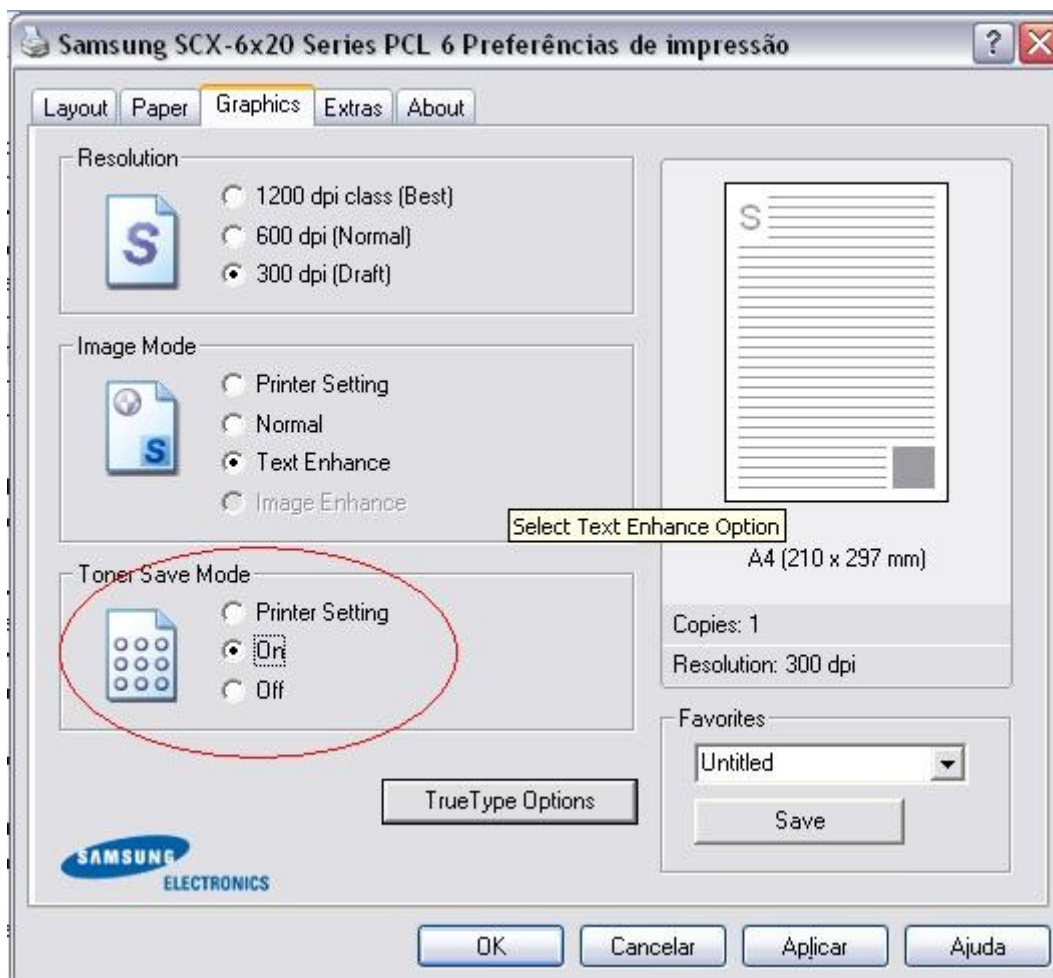 Samsung SCX-6x20 Series PCL 6 Preferências de impressão
Layout Paper Graphics Extras About
Resolution
1200 dpi class (Best)
600 dpi (Normal)
300 dpi (Draft)
S
S
Image Mode
Printer Setting
Normal
Text Enhance
Image Enhance
S
Select Text Enhance Option
A4 (210 x 297 mm)
Toner Save Mode
Printer Setting
On
Off
Copies: 1
Resolution: 300 dpi
Favorites
Untitled
Save
TrueType Options
SAMSUNG
ELECTRONICS
OK Cancelar Aplicar Ajuda